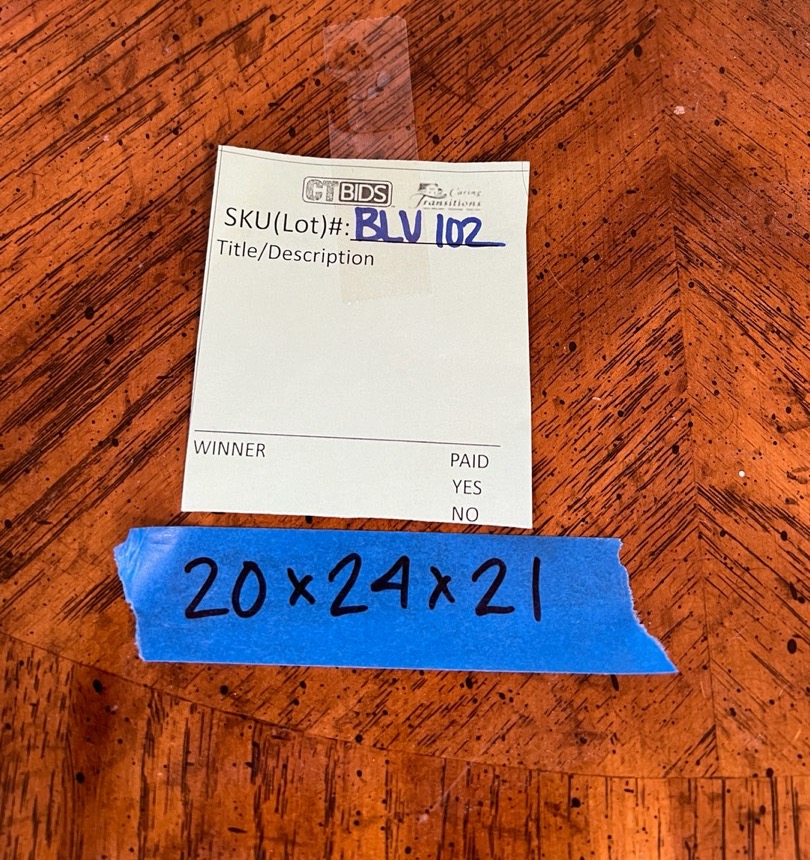 CTBIDS Caring Transitions
SKU(Lot)#: BLV 102
Title/Description
WINNER PAID
YES
NO
20x24x21